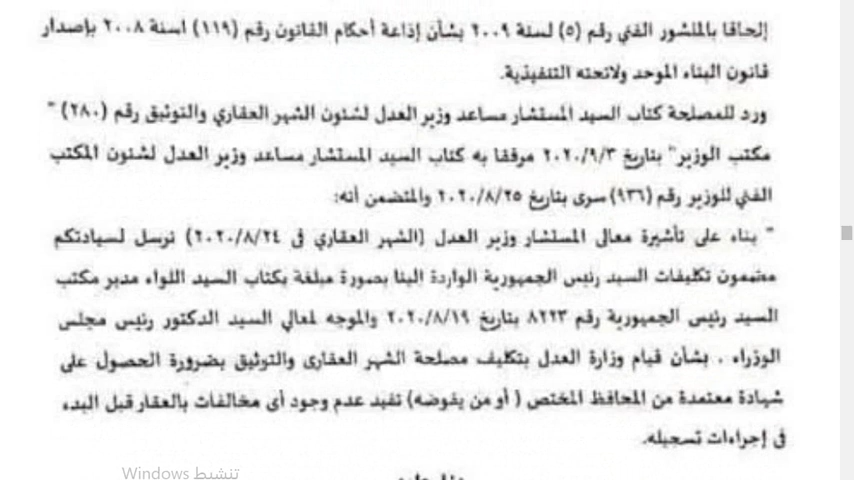 إلحاقا بالمنشور الفني رقم (٥) لسنة ٢٠٠٩ بشأن إذاعة أحكام القانون رقم (١١٩) لسنة ٢٠٠٨ بإصدار
قانون البناء الموحد ولائحته التنفيذية.
ورد للمصلحة كتاب السيد المستشار مساعد وزير العدل لشئون الشهر العقاري والتوثيق رقم (٢٨٠) "
مكتب الوزير" بتاريخ ٢٠٢٠/٩/٣ مرفقا به كتاب السيد المستشار مساعد وزير العدل لشئون المكتب
الفني للوزير رقم (٩٣٦) سرى بتاريخ ٢٠٢٠/٨/٢٥ والمتضمن أنه:
" بناء على تأشيرة معالى المستشار وزير العدل (الشهر العقاري فى ٢٠٢٠/٨/٢٤) نرسل لسيادتكم
مضمون تكليفات السيد رئيس الجمهورية الواردة الينا بصورة مبلغة بكتاب السيد اللواء مدير مكتب
السيد رئيس الجمهورية رقم ٨٢٢٣ بتاريخ ٢٠٢٠/٨/١٩ والموجه لمعالي السيد الدكتور رئيس مجلس
الوزراء . بشأن قيام وزارة العدل بتكليف مصلحة الشهر العقارى والتوثيق بضرورة الحصول على
شهادة معتمدة من المحافظ المختص ( أو من يفوضه) تفيد عدم وجود أى مخالفات بالعقار قبل البدء
فى إجراءات تسجيله.
تنشيط Windows